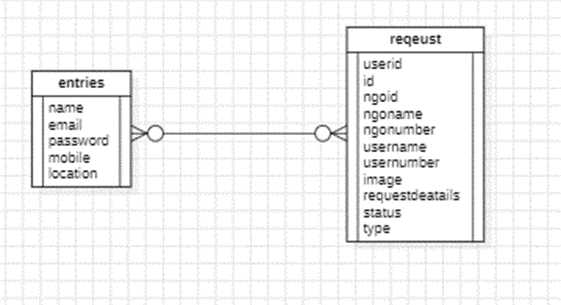 entries
name
email
password
mobile
location
reqeust
userid
id
ngoid
ngoname
ngonumber
username
usernumber
image
requestdeatails
status
type